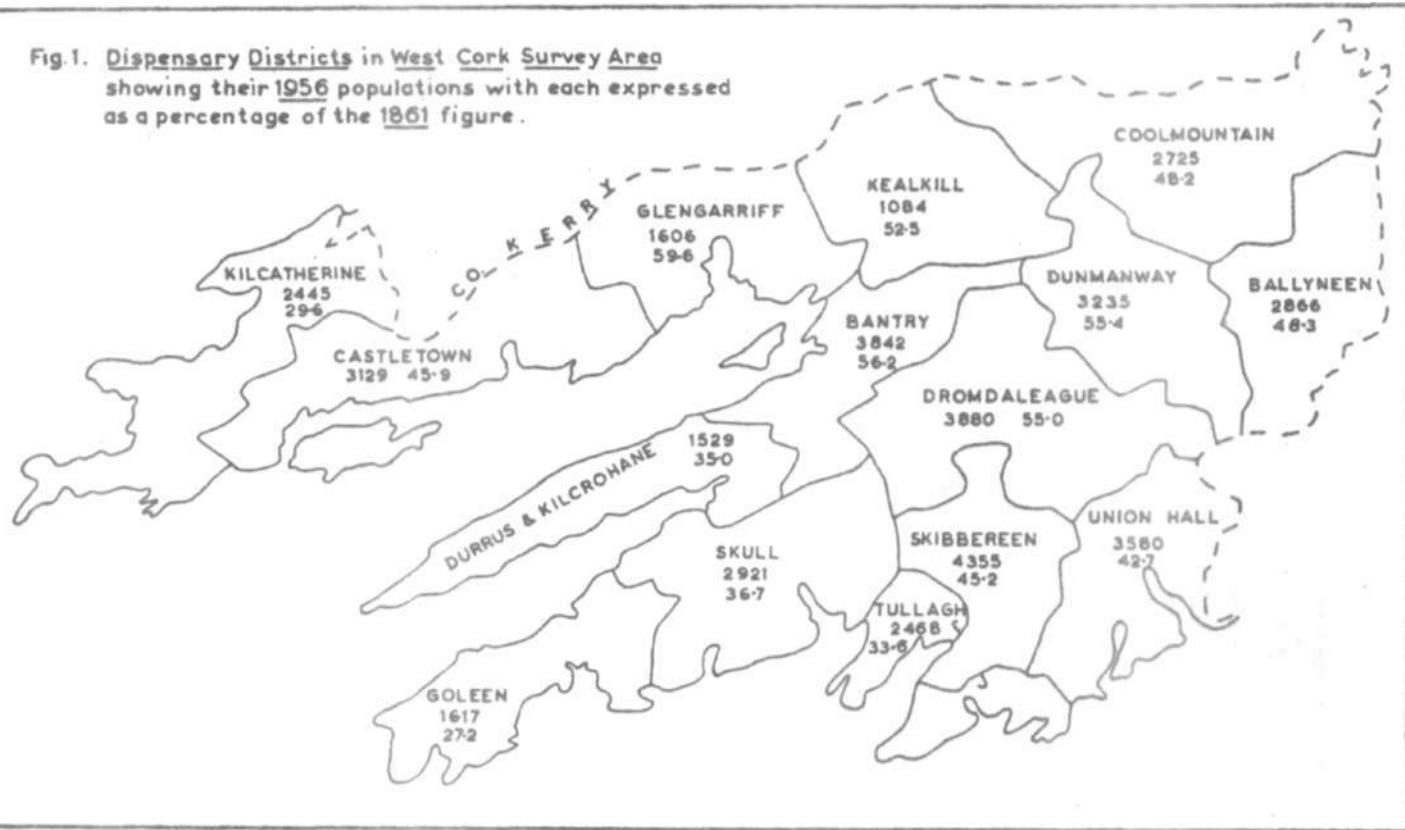 Fig.1. Dispensary Districts in West Cork Survey Area
showing their 1956 populations with each expressed
as a percentage of the 1861 figure.
COOLMOUNTAIN
2725
48·2
KEALKILL
1084
52·5
CO. KERRY
GLENGARRIFF
1606
59·6
KILCATHERINE
2445
29·6
DUNMANWAY
3235
55·4
BALLYNEEN
2866
48·3
BANTRY
3842
56·2
CASTLETOWN
3129 45·9
DROMDALEAGUE
3880 55·0
DURRUS & KILCROHANE
1529
35·0
UNION HALL
3580
42·7
SKIBBEREEN
4355
45·2
SKULL
2921
36·7
TULLAGH
2468
33·6
GOLEEN
1617
27·2